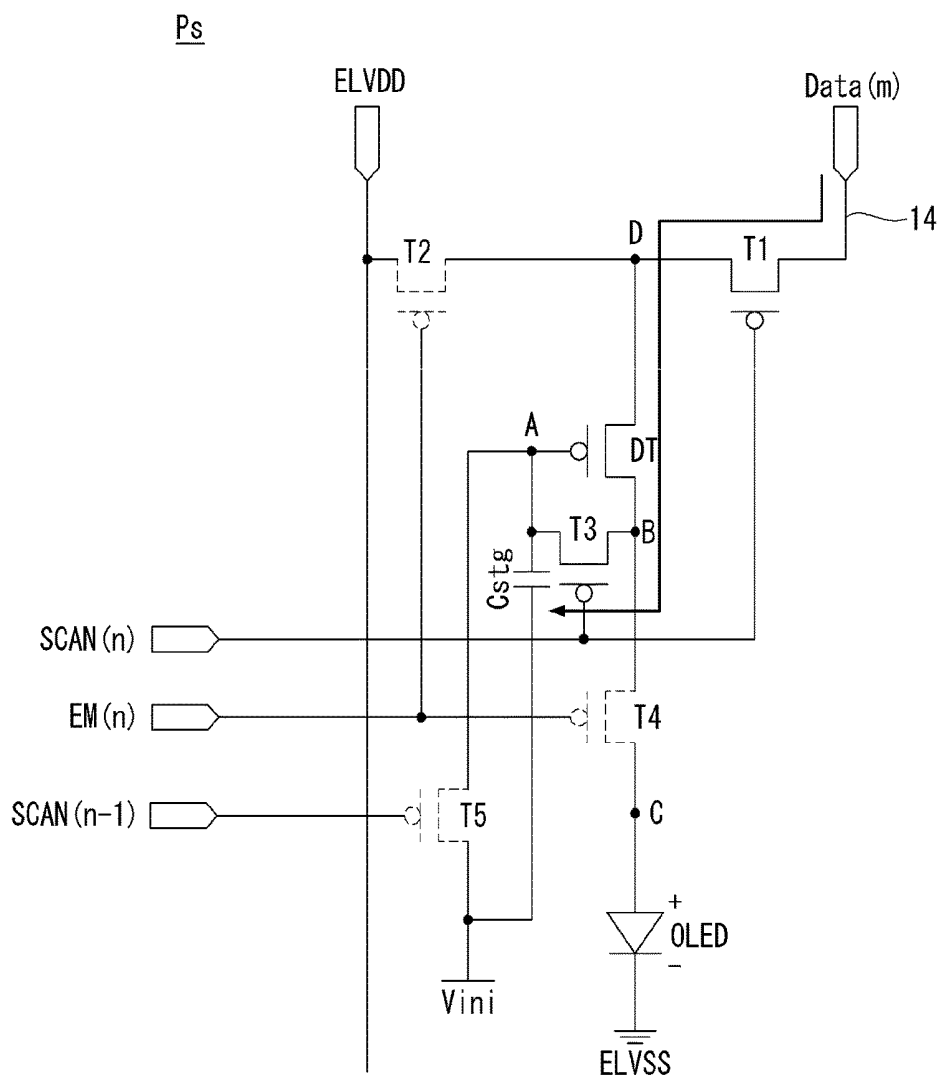 Ps
ELVDD
Data(m)
14
T2
D
T1
A
DT
T3
B
Cstg
SCAN(n)
EM(n)
T4
SCAN(n-1)
T5
C
+
OLED
-
Vini
ELVSS